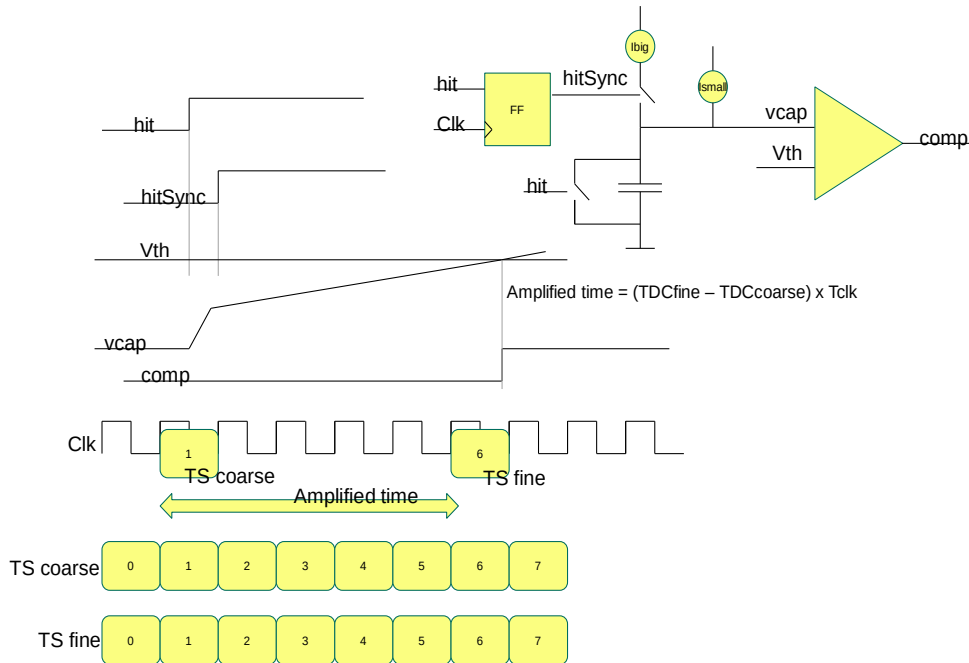 Ibig
hit
FF
hitSync
Ismall
Clk
vcap
comp
Vth
hit
hit
hitSync
Vth
Amplified time = (TDCfine – TDCcoarse) x Tclk
vcap
comp
Clk
1
6
TS coarse
TS fine
Amplified time
TS coarse 0 1 2 3 4 5 6 7
TS fine 0 1 2 3 4 5 6 7